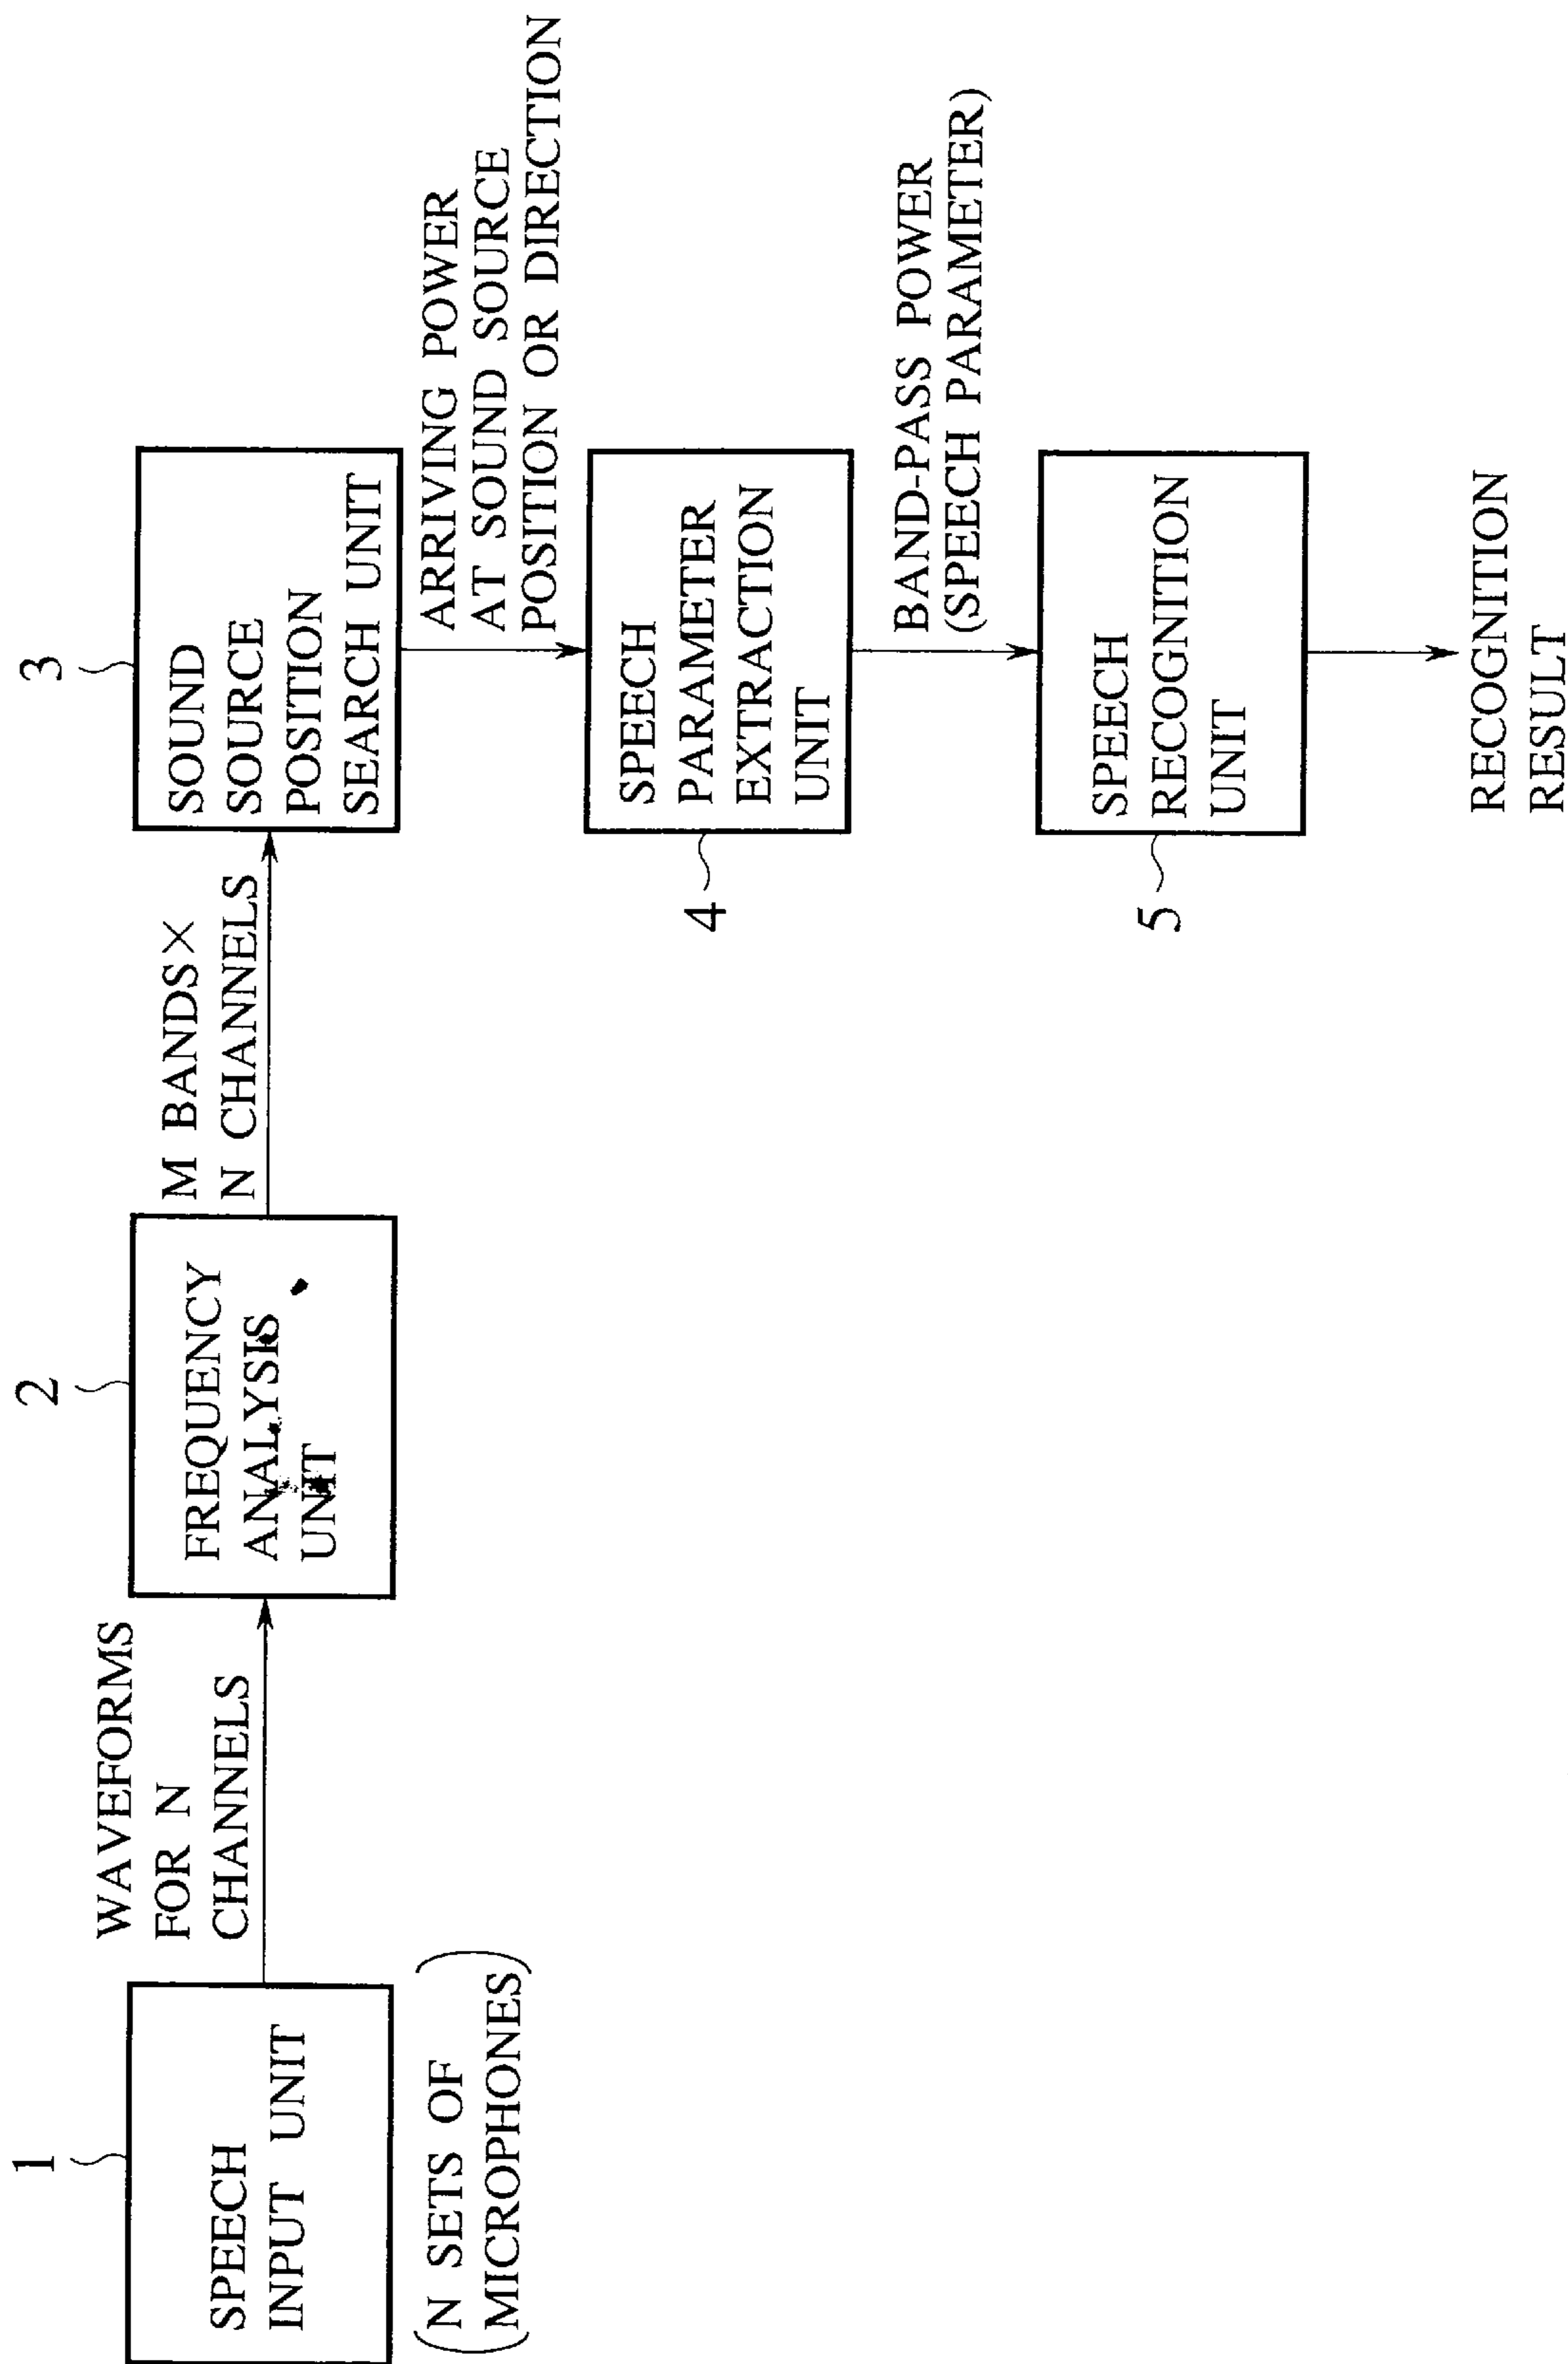 1
SPEECH
INPUT UNIT
(N SETS OF
MICROPHONES)
WAVEFORMS
FOR N
CHANNELS
2
FREQUENCY
ANALYSIS
UNIT
M BANDS×
N CHANNELS
3
SOUND
SOURCE
POSITION
SEARCH UNIT
ARRIVING POWER
AT SOUND SOURCE
POSITION OR DIRECTION
4
SPEECH
PARAMETER
EXTRACTION
UNIT
BAND-PASS POWER
(SPEECH PARAMETER)
5
SPEECH
RECOGNITION
UNIT
RECOGNITION
RESULT